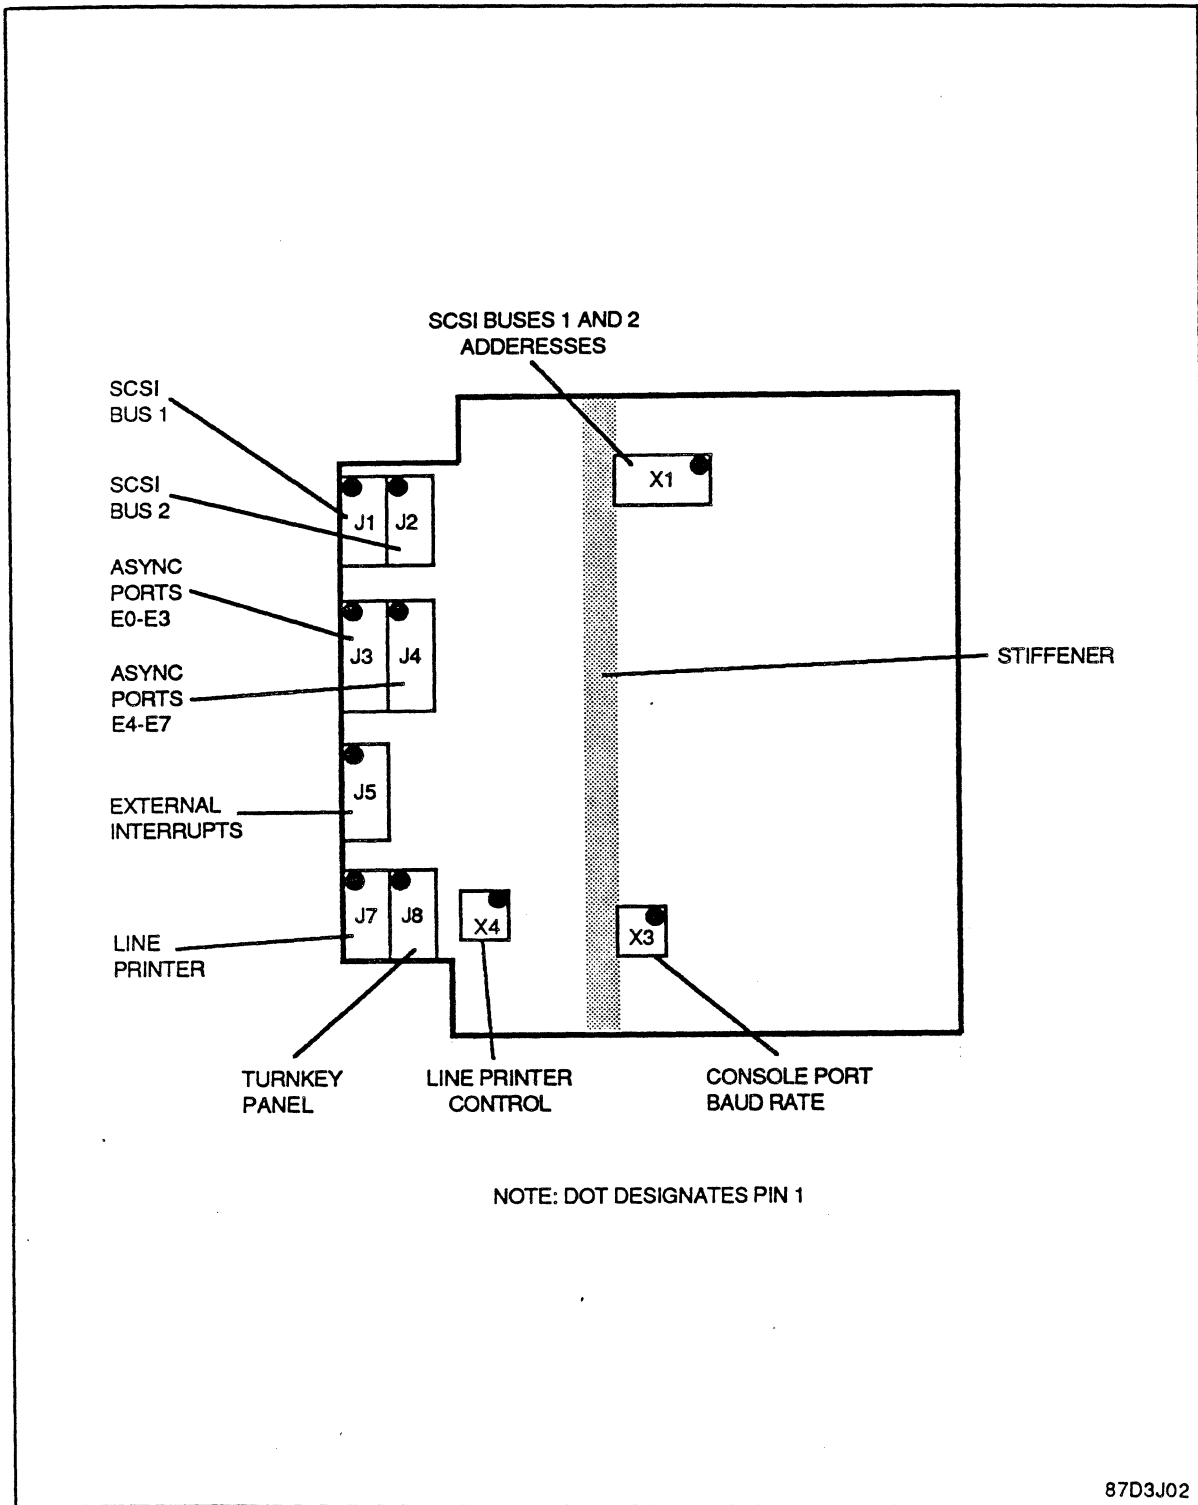 SCSI BUSES 1 AND 2
ADDERESSES
SCSI
BUS 1
X1
SCSI
BUS 2
J1
J2
ASYNC
PORTS
E0-E3
J3
J4
STIFFENER
ASYNC
PORTS
E4-E7
J5
EXTERNAL
INTERRUPTS
J7
J8
X4
X3
LINE
PRINTER
TURNKEY
PANEL
LINE PRINTER
CONTROL
CONSOLE PORT
BAUD RATE
NOTE: DOT DESIGNATES PIN 1
87D3J02